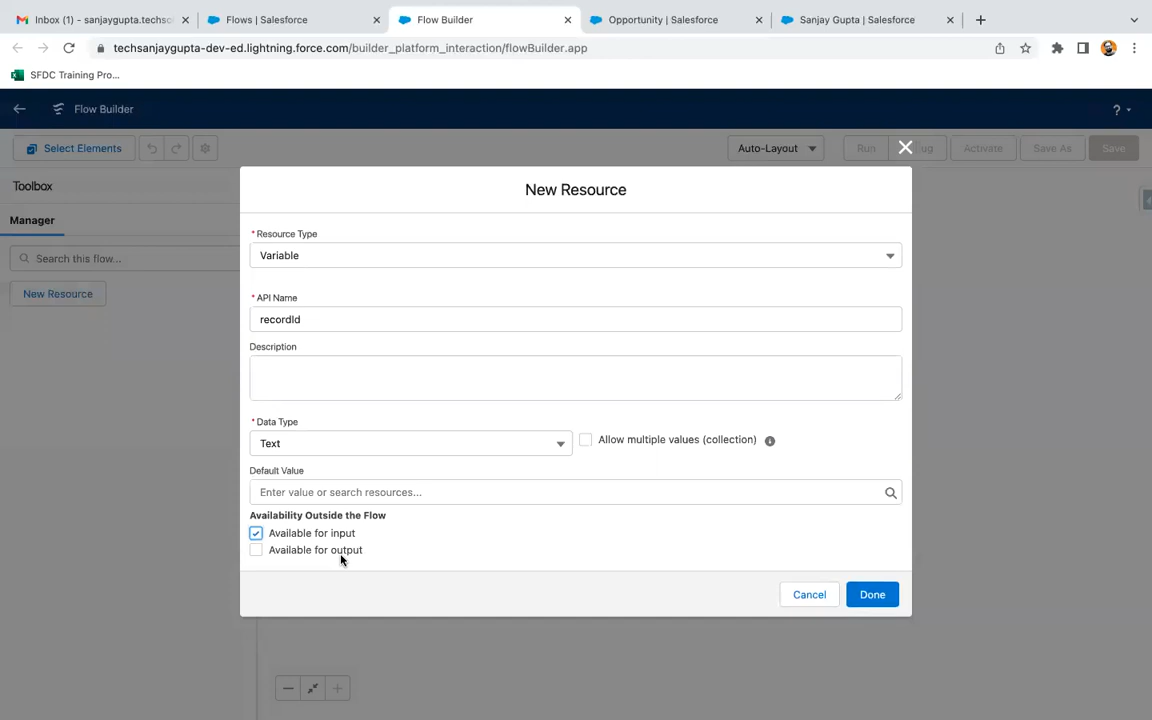 Inbox (1) - sanjaygupta.techsc
Flows | Salesforce
Flow Builder
Opportunity | Salesforce
Sanjay Gupta | Salesforce
techsanjaygupta-dev-ed.lightning.force.com/builder_platform_interaction/flowBuilder.app
SFDC Training Pro...
Flow Builder
?
Select Elements
Auto-Layout
Run
ug
Activate
Save As
Save
Toolbox
Manager
Search this flow...
New Resource
New Resource
* Resource Type
Variable
* API Name
recordId
Description
* Data Type
Text
Allow multiple values (collection)
Default Value
Enter value or search resources...
Availability Outside the Flow
Available for input
Available for output
Cancel
Done